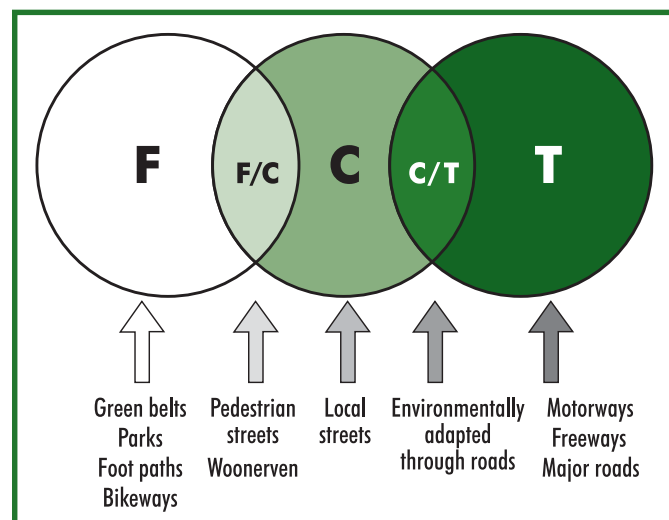 F
F/C
C
C/T
T
Green belts
Parks
Foot paths
Bikeways
Pedestrian
streets
Woonerven
Local
streets
Environmentally
adapted
through roads
Motorways
Freeways
Major roads